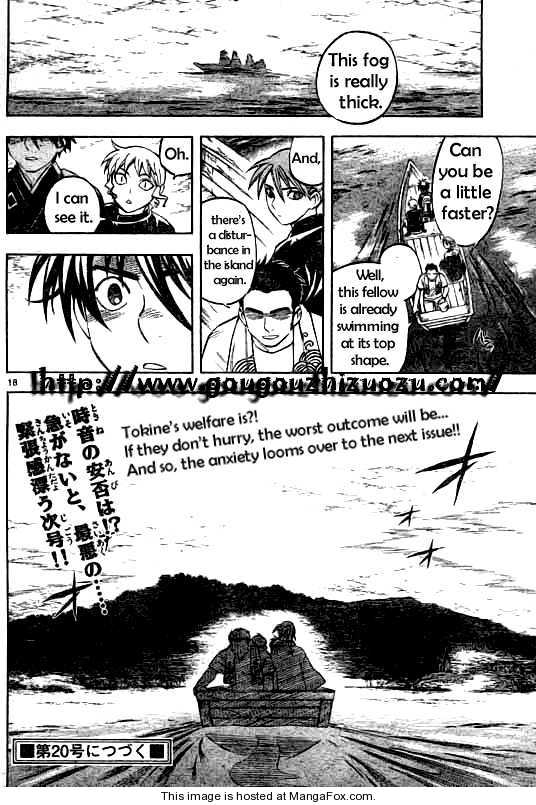 This fog
is really
thick.
Can
you be
a little
faster?
Well,
this fellow
is already
swimming
at its top
shape.
And,
there's
a distur-
bance in
the island
again.
Oh.
I can
see it.
18
http://www.gougouzhizuozu.com/
Tokine's welfare is?!
If they don't hurry, the worst outcome will be...
And so, the anxiety looms over to the next issue!!
時音の安否は!?
急がないと、最悪の……
緊張感漂う次号!!
■第20号につづく■
This image is hosted at MangaFox.com